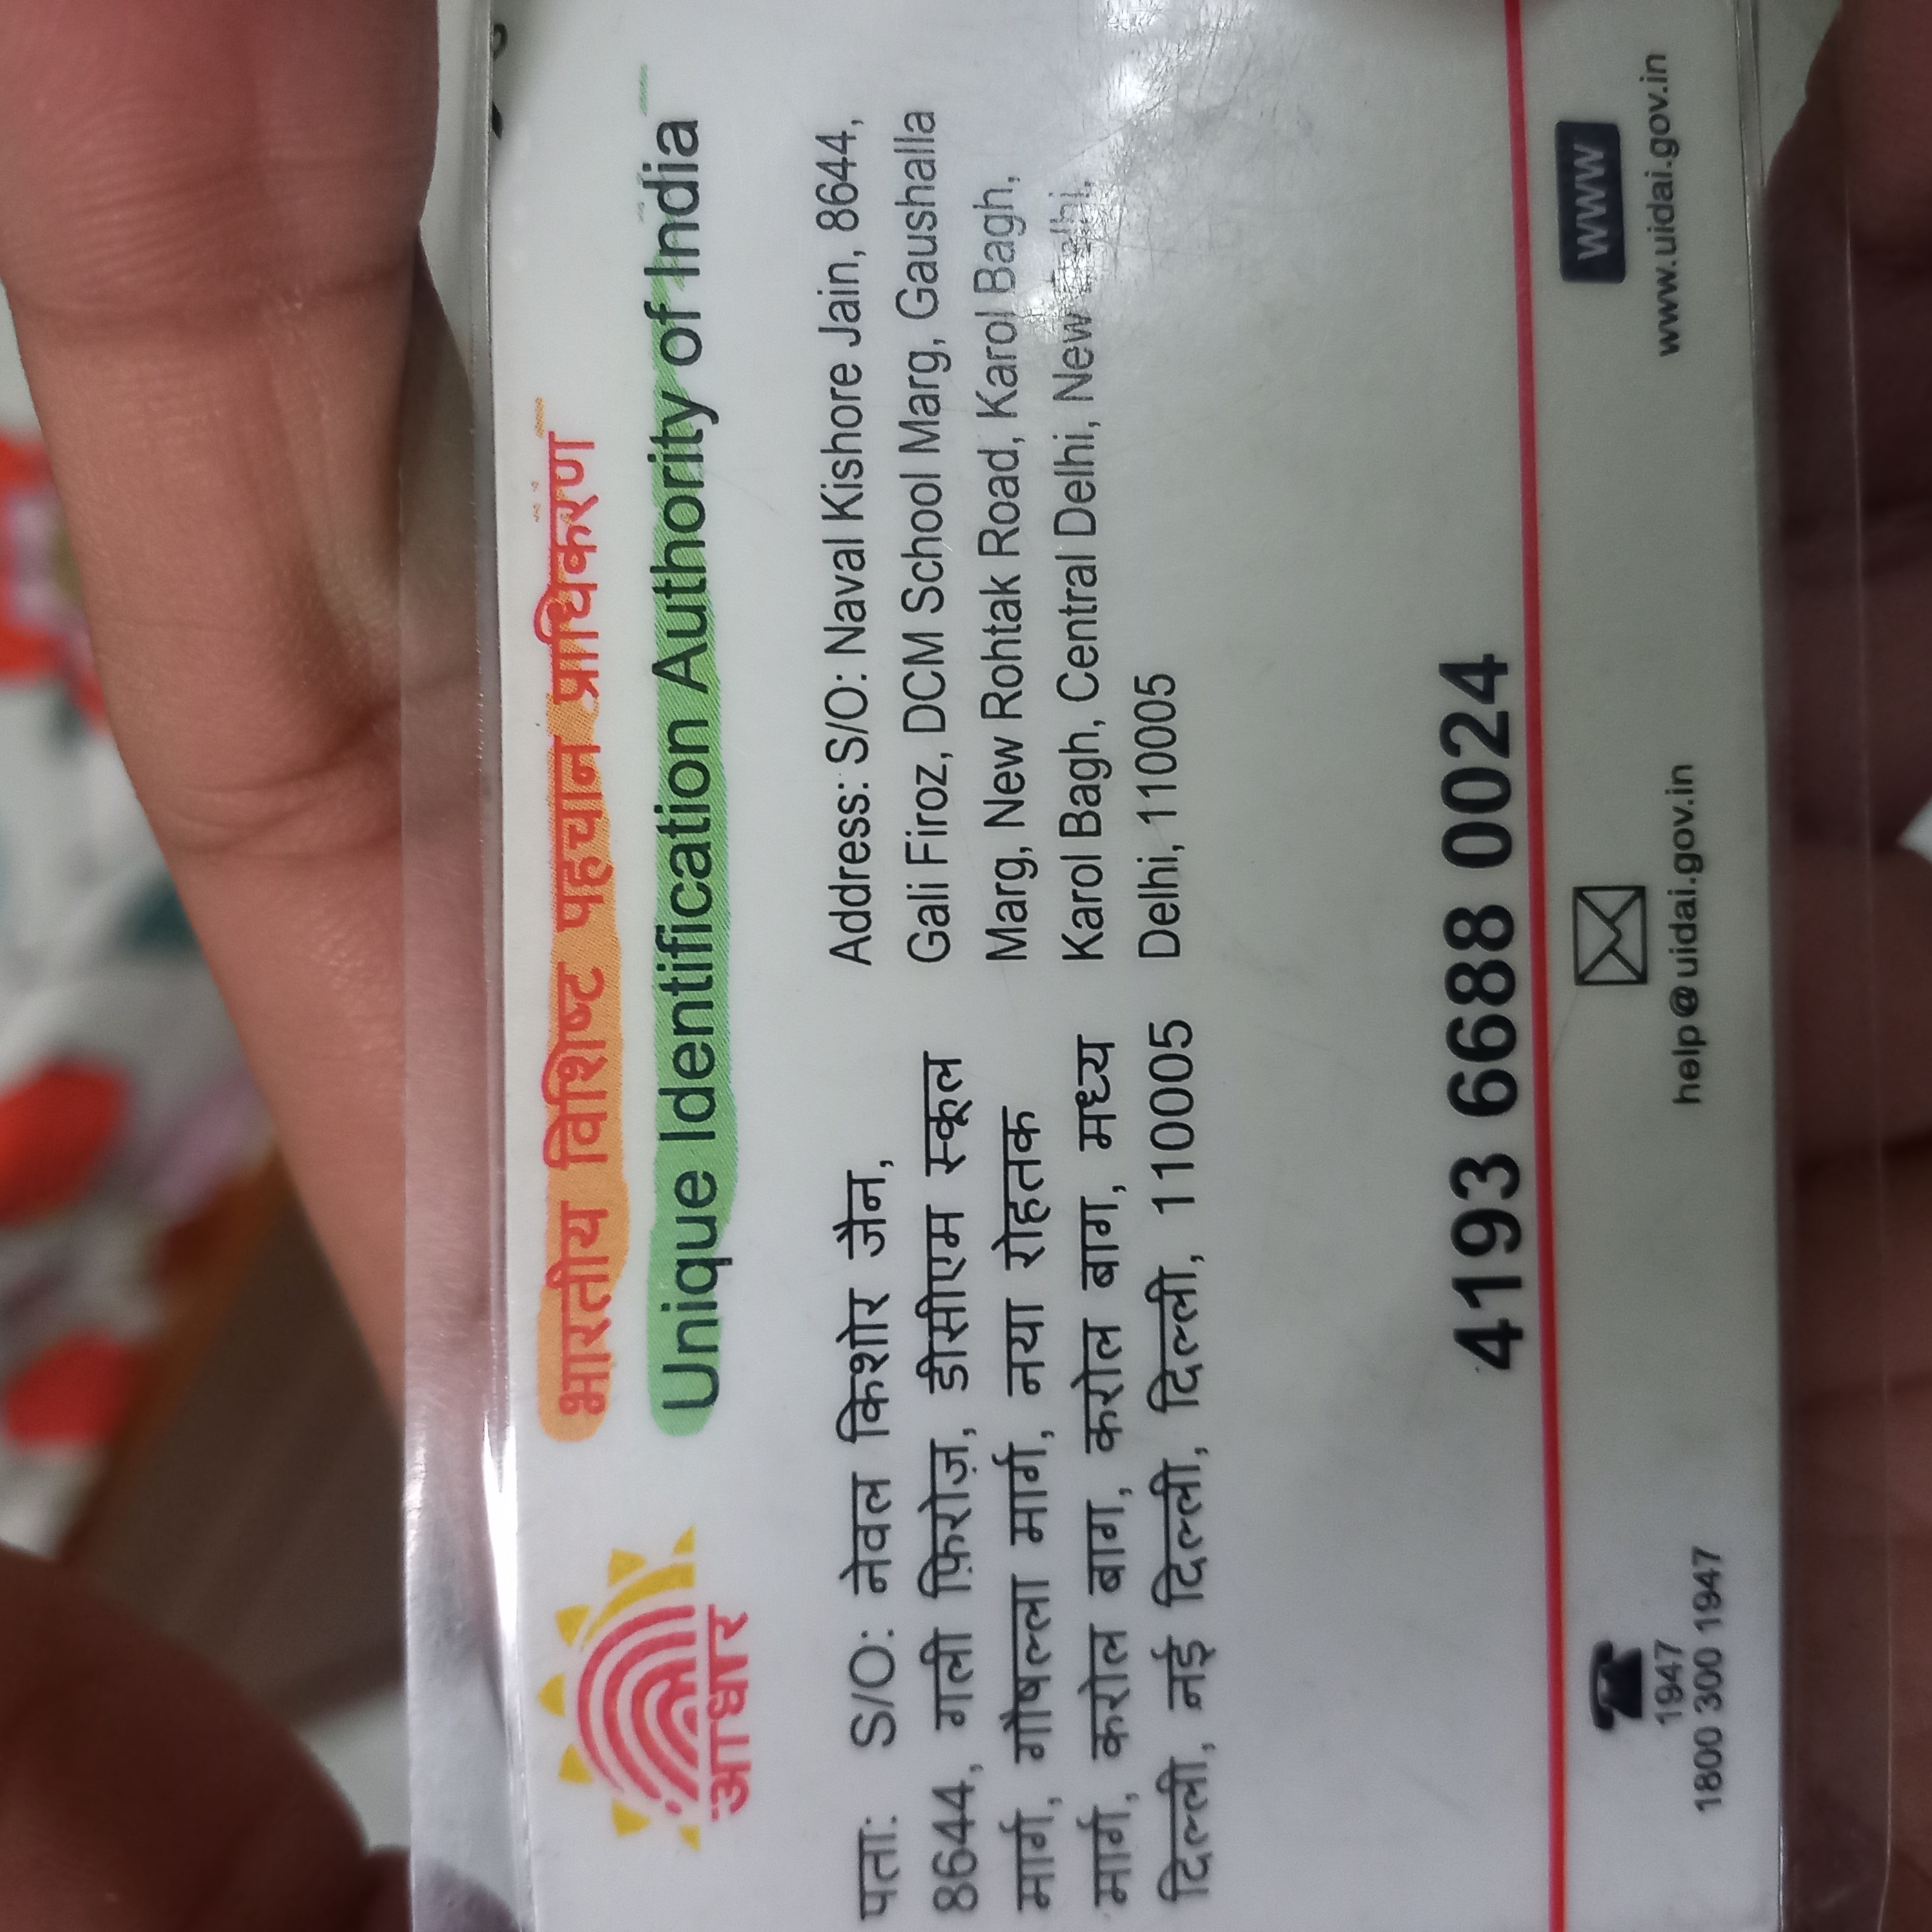 भारतीय विशिष्ट पहचान प्राधिकरण
Unique Identification Authority of India
आधार
पता: S/O: नेवल किशोर जैन,
8644, गली फ़िरोज़, डीसीएम स्कूल
मार्ग, गौषल्ला मार्ग, नया रोहतक
मार्ग, करोल बाग, करोल बाग, मध्य
दिल्ली, नई दिल्ली, दिल्ली, 110005
Address: S/O: Naval Kishore Jain, 8644,
Gali Firoz, DCM School Marg, Gaushalla
Marg, New Rohtak Road, Karol Bagh,
Karol Bagh, Central Delhi, New Delhi,
Delhi, 110005
4193 6688 0024
1947
1800 300 1947
help@uidai.gov.in
WWW
www.uidai.gov.in